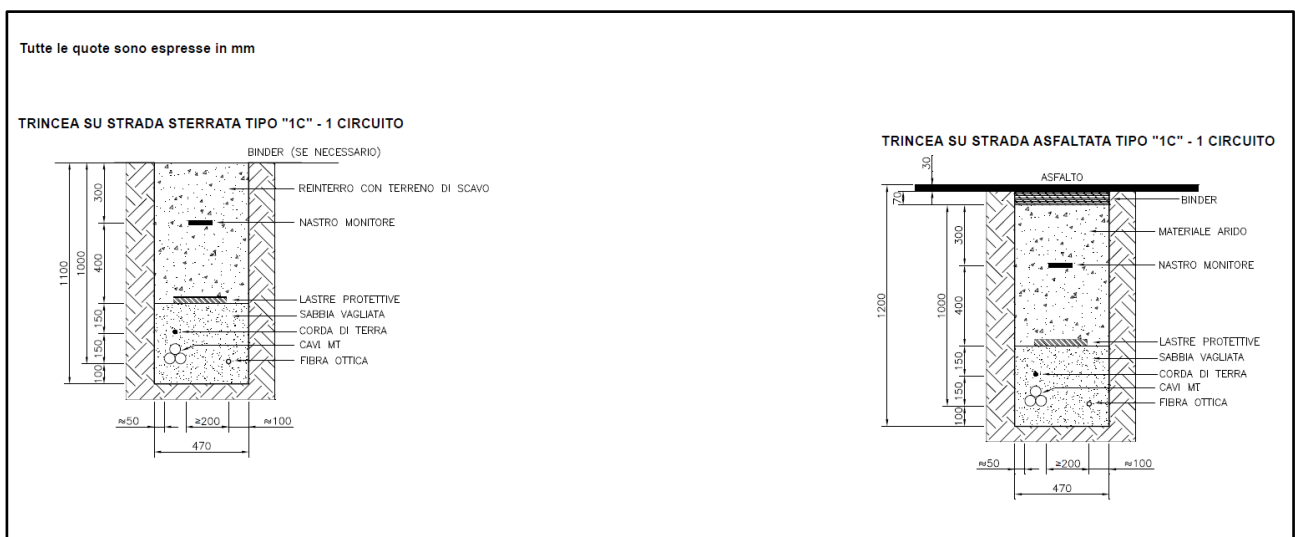 Tutte le quote sono espresse in mm
TRINCEA SU STRADA STERRATA TIPO "1C" - 1 CIRCUITO
BINDER (SE NECESSARIO)
REINTERRO CON TERRENO DI SCAVO
NASTRO MONITORE
LASTRE PROTETTIVE
SABBIA VAGLIATA
CORDA DI TERRA
CAVI MT
FIBRA OTTICA
1100
1000
300
400
150
150
100
≈50
≥200
≈100
470
TRINCEA SU STRADA ASFALTATA TIPO "1C" - 1 CIRCUITO
30
ASFALTO
70
BINDER
MATERIALE ARIDO
NASTRO MONITORE
LASTRE PROTETTIVE
SABBIA VAGLIATA
CORDA DI TERRA
CAVI MT
FIBRA OTTICA
1200
1000
300
400
150
150
100
≈50
≥200
≈100
470